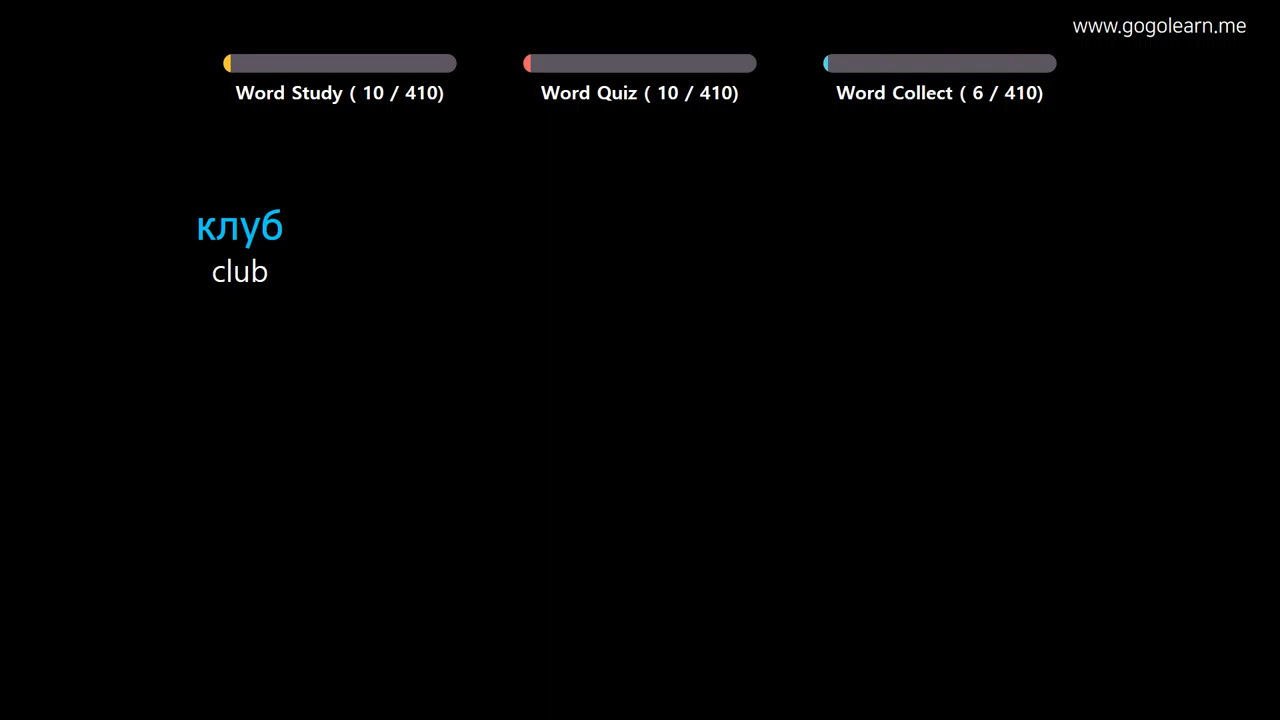 www.gogolearn.me
Word Study ( 10 / 410)
Word Quiz ( 10 / 410)
Word Collect ( 6 / 410)
клуб
club